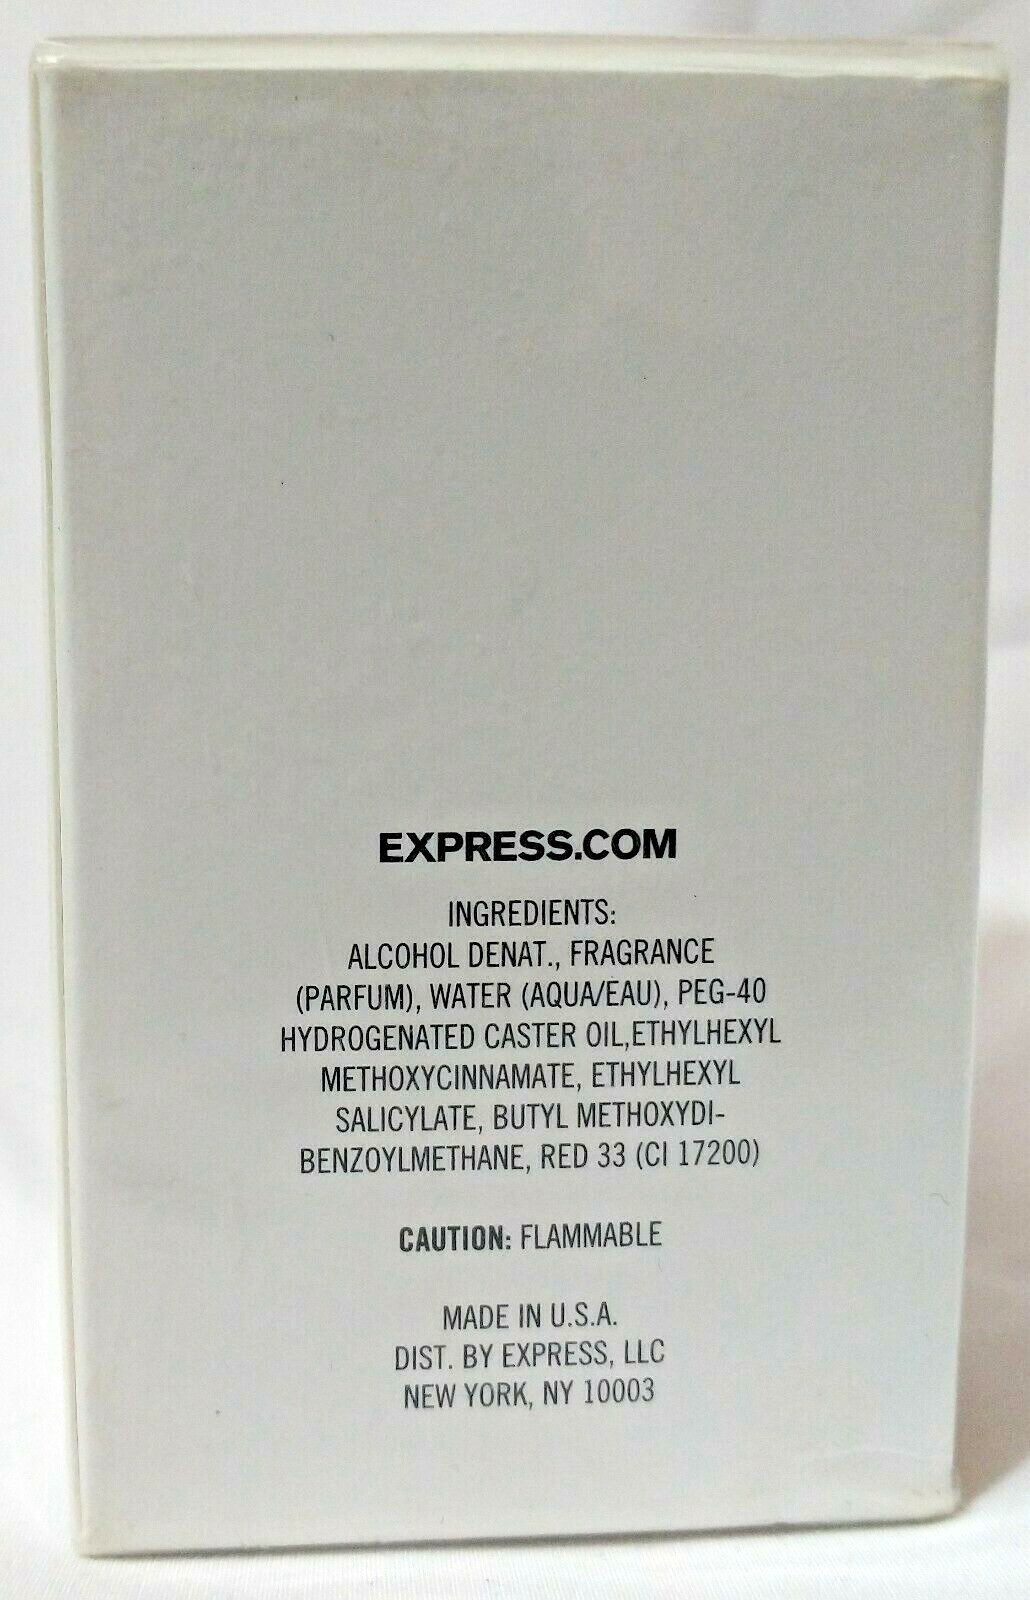 EXPRESS.COM
INGREDIENTS:
ALCOHOL DENAT., FRAGRANCE
(PARFUM), WATER (AQUA/EAU), PEG-40
HYDROGENATED CASTER OIL,ETHYLHEXYL
METHOXYCINNAMATE, ETHYLHEXYL
SALICYLATE, BUTYL METHOXYDI-
BENZOYLMETHANE, RED 33 (CI 17200)
CAUTION: FLAMMABLE
MADE IN U.S.A.
DIST. BY EXPRESS, LLC
NEW YORK, NY 10003